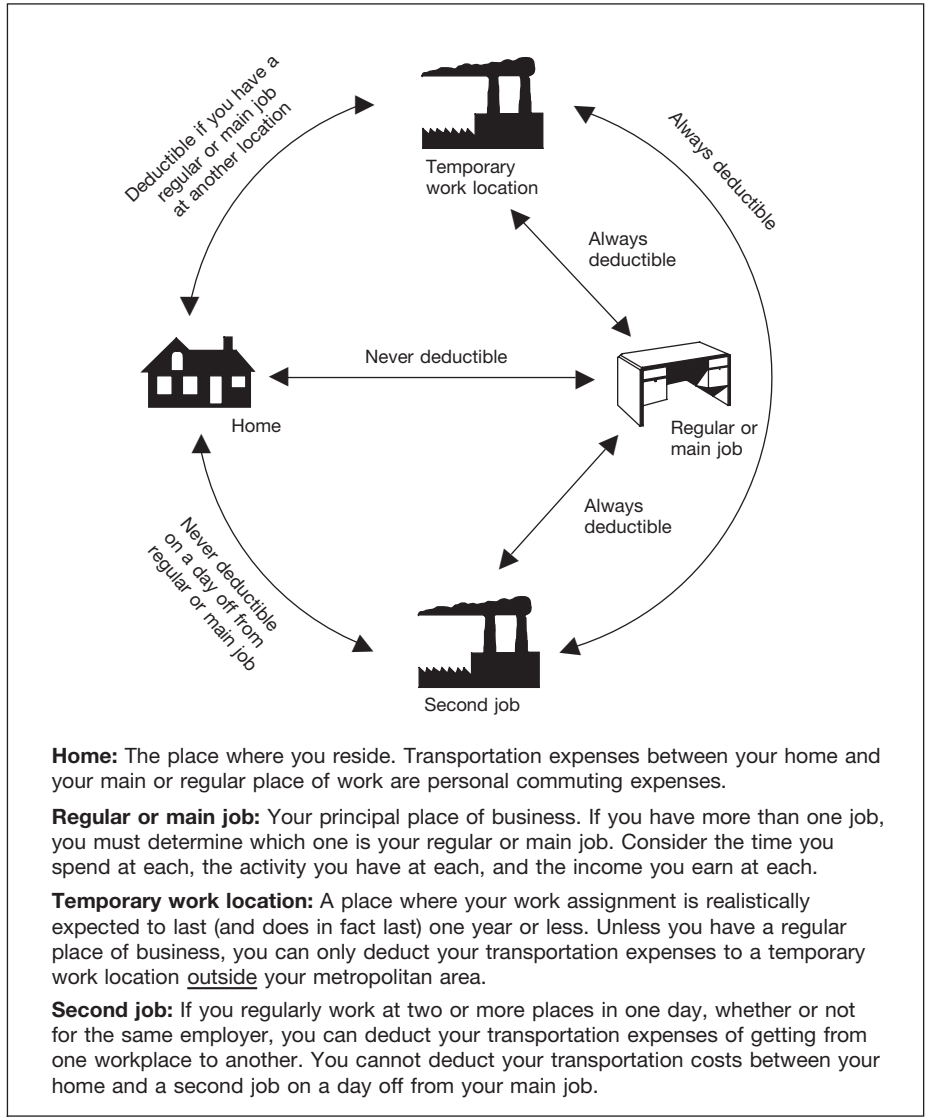 Deductible if you have a
regular or main job
at another location
Temporary
work location
Always deductible
Always
deductible
Never deductible
Home
Regular or
main job
Always
deductible
Never deductible
on a day off from
regular or main job
Second job
Home: The place where you reside. Transportation expenses between your home and
your main or regular place of work are personal commuting expenses.
Regular or main job: Your principal place of business. If you have more than one job,
you must determine which one is your regular or main job. Consider the time you
spend at each, the activity you have at each, and the income you earn at each.
Temporary work location: A place where your work assignment is realistically
expected to last (and does in fact last) one year or less. Unless you have a regular
place of business, you can only deduct your transportation expenses to a temporary
work location outside your metropolitan area.
Second job: If you regularly work at two or more places in one day, whether or not
for the same employer, you can deduct your transportation expenses of getting from
one workplace to another. You cannot deduct your transportation costs between your
home and a second job on a day off from your main job.